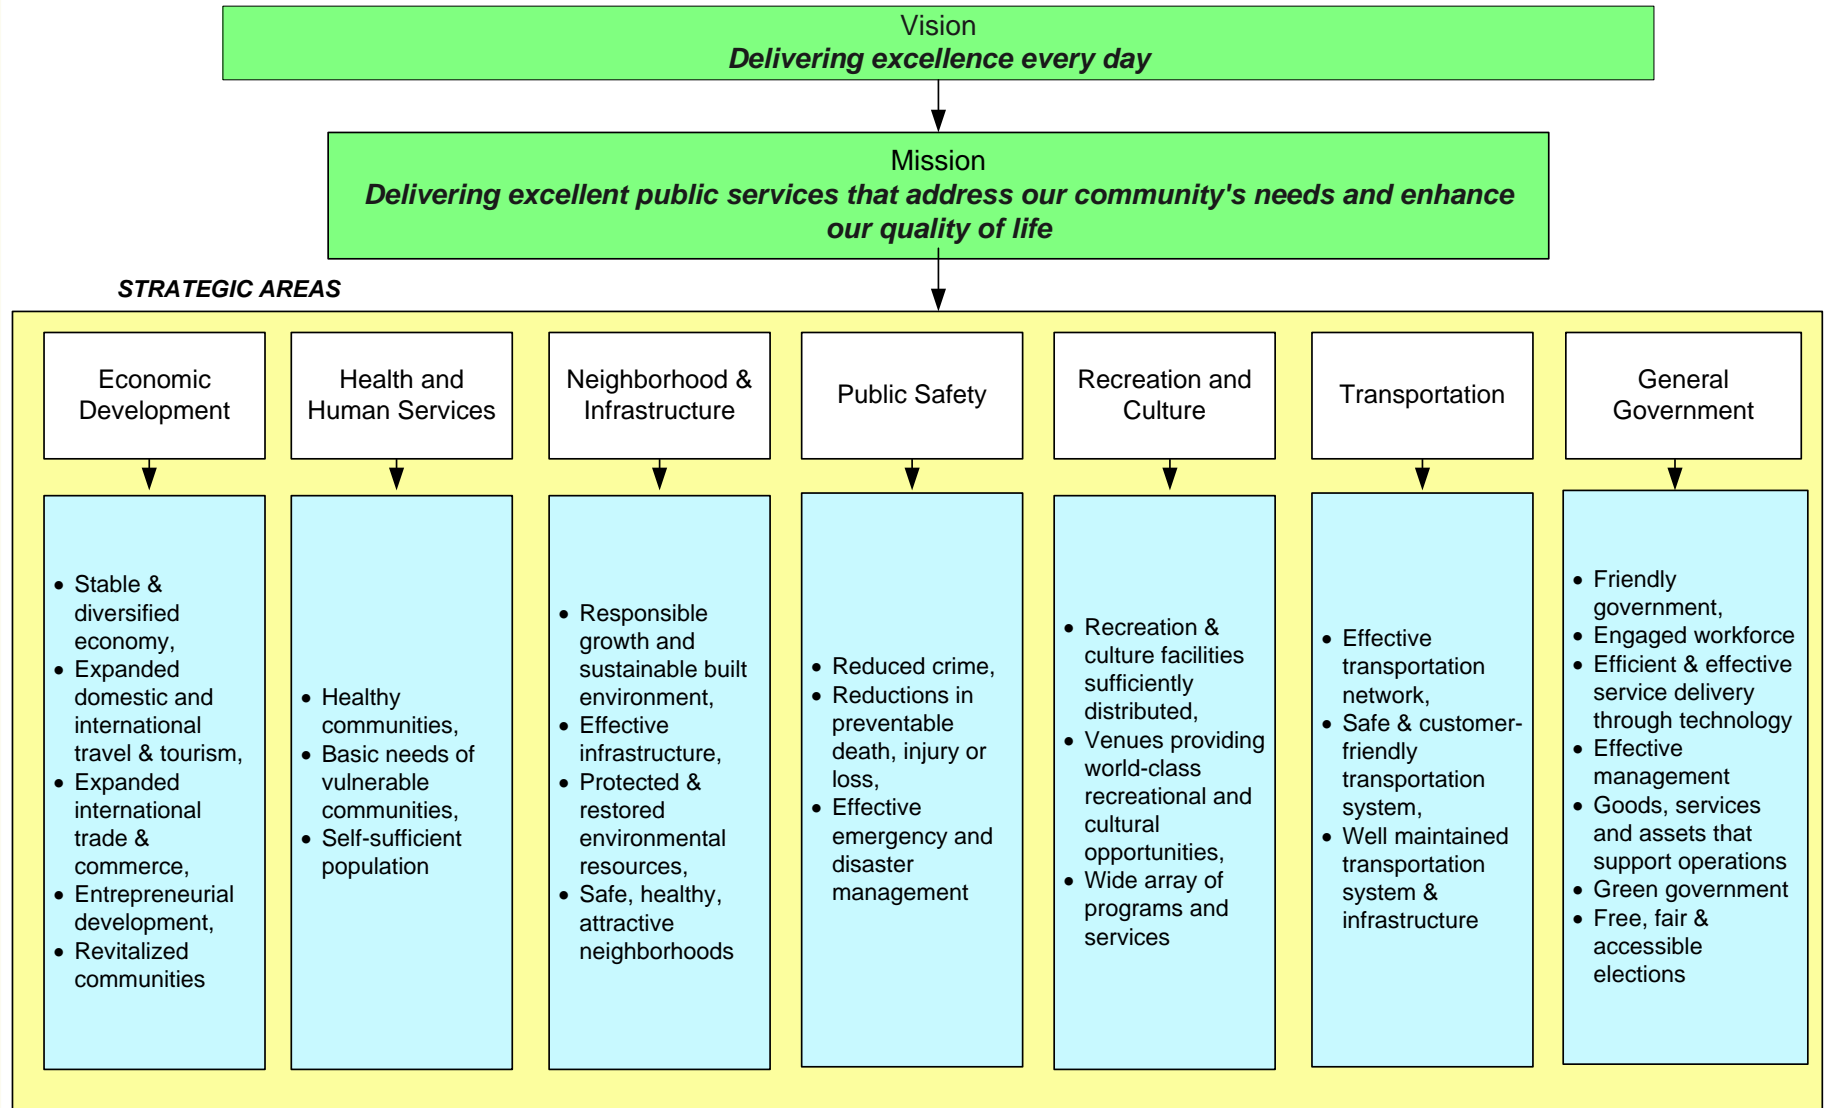 Vision
Delivering excellence every day
Mission
Delivering excellent public services that address our community's needs and enhance
our quality of life
STRATEGIC AREAS
Economic
Development
Health and
Human Services
Neighborhood &
Infrastructure
Public Safety
Recreation and
Culture
Transportation
General
Government
• Stable &
diversified
economy,
• Expanded
domestic and
international
travel & tourism,
• Expanded
international
trade &
commerce,
• Entrepreneurial
development,
• Revitalized
communities
• Healthy
communities,
• Basic needs of
vulnerable
communities,
• Self-sufficient
population
• Responsible
growth and
sustainable built
environment,
• Effective
infrastructure,
• Protected &
restored
environmental
resources,
• Safe, healthy,
attractive
neighborhoods
• Reduced crime,
• Reductions in
preventable
death, injury or
loss,
• Effective
emergency and
disaster
management
• Recreation &
culture facilities
sufficiently
distributed,
• Venues providing
world-class
recreational and
cultural
opportunities,
• Wide array of
programs and
services
• Effective
transportation
network,
• Safe & customer-
friendly
transportation
system,
• Well maintained
transportation
system &
infrastructure
• Friendly
government,
• Engaged workforce
• Efficient & effective
service delivery
through technology
• Effective
management
• Goods, services
and assets that
support operations
• Green government
• Free, fair &
accessible
elections